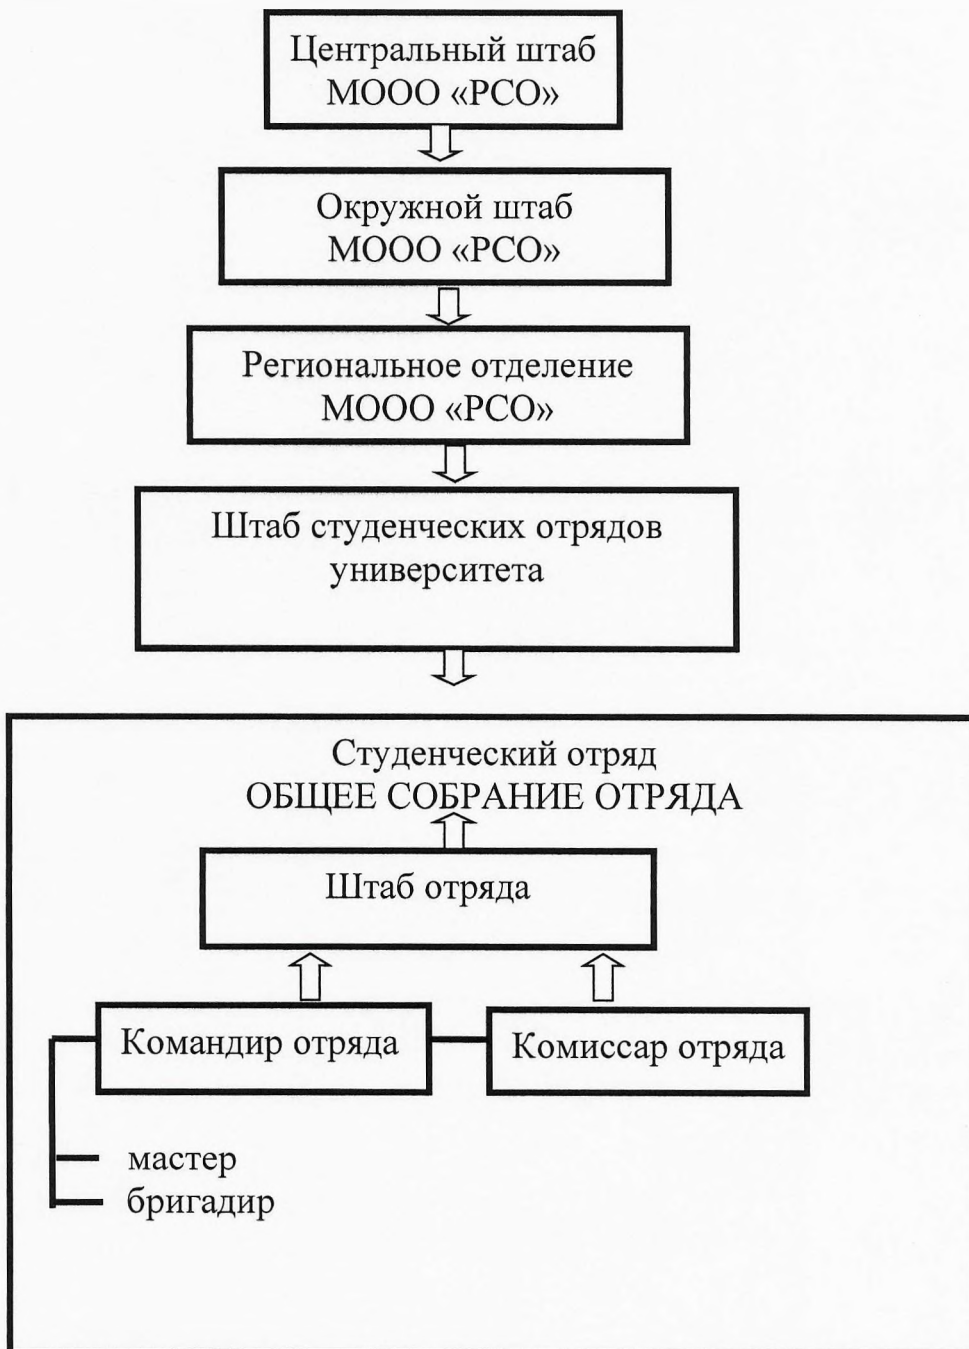 Центральный штаб
МООО «РСО»
Окружной штаб
МООО «РСО»
Региональное отделение
МООО «РСО»
Штаб студенческих отрядов
университета
Студенческий отряд
ОБЩЕЕ СОБРАНИЕ ОТРЯДА
Штаб отряда
Командир отряда
Комиссар отряда
мастер
бригадир